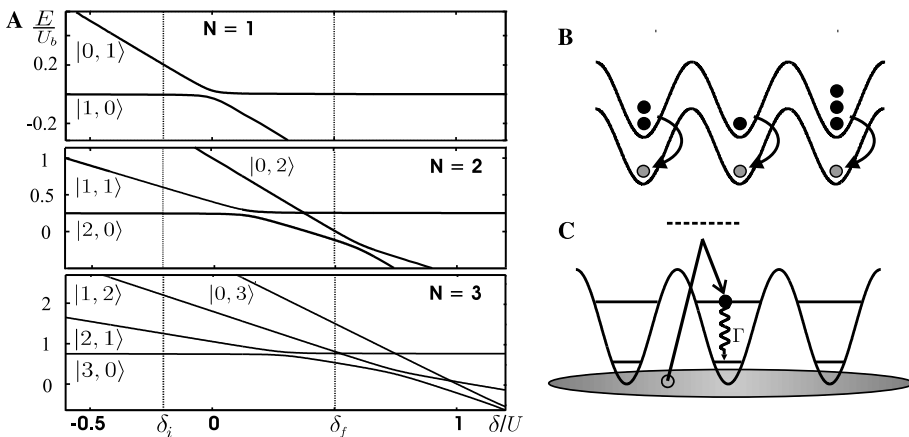 A
E
U_b
N = 1
0.2
|0, 1⟩
|1, 0⟩
-0.2
1
|0, 2⟩
N = 2
|1, 1⟩
0.5
0
|2, 0⟩
|1, 2⟩
|0, 3⟩
N = 3
2
1
|2, 1⟩
|3, 0⟩
0
-0.5
δ_i
0
δ_f
1
δ/U
B
C
Γ